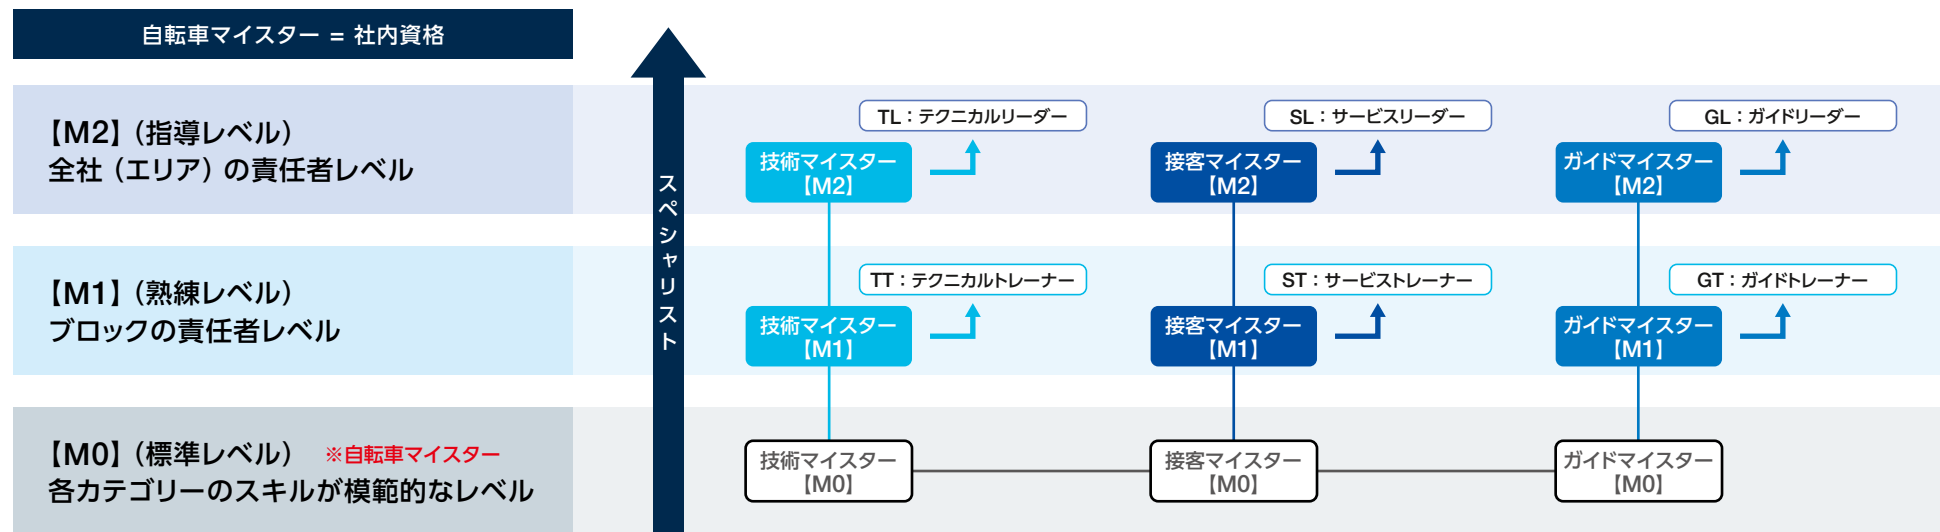 自転車マイスター = 社内資格
【M2】（指導レベル）
全社（エリア）の責任者レベル
TL：テクニカルリーダー
SL：サービスリーダー
GL：ガイドリーダー
技術マイスター
【M2】
接客マイスター
【M2】
ガイドマイスター
【M2】
スペシャリスト
【M1】（熟練レベル）
ブロックの責任者レベル
TT：テクニカルトレーナー
ST：サービストレーナー
GT：ガイドトレーナー
技術マイスター
【M1】
接客マイスター
【M1】
ガイドマイスター
【M1】
【M0】（標準レベル） ※自転車マイスター
各カテゴリーのスキルが模範的なレベル
技術マイスター
【M0】
接客マイスター
【M0】
ガイドマイスター
【M0】